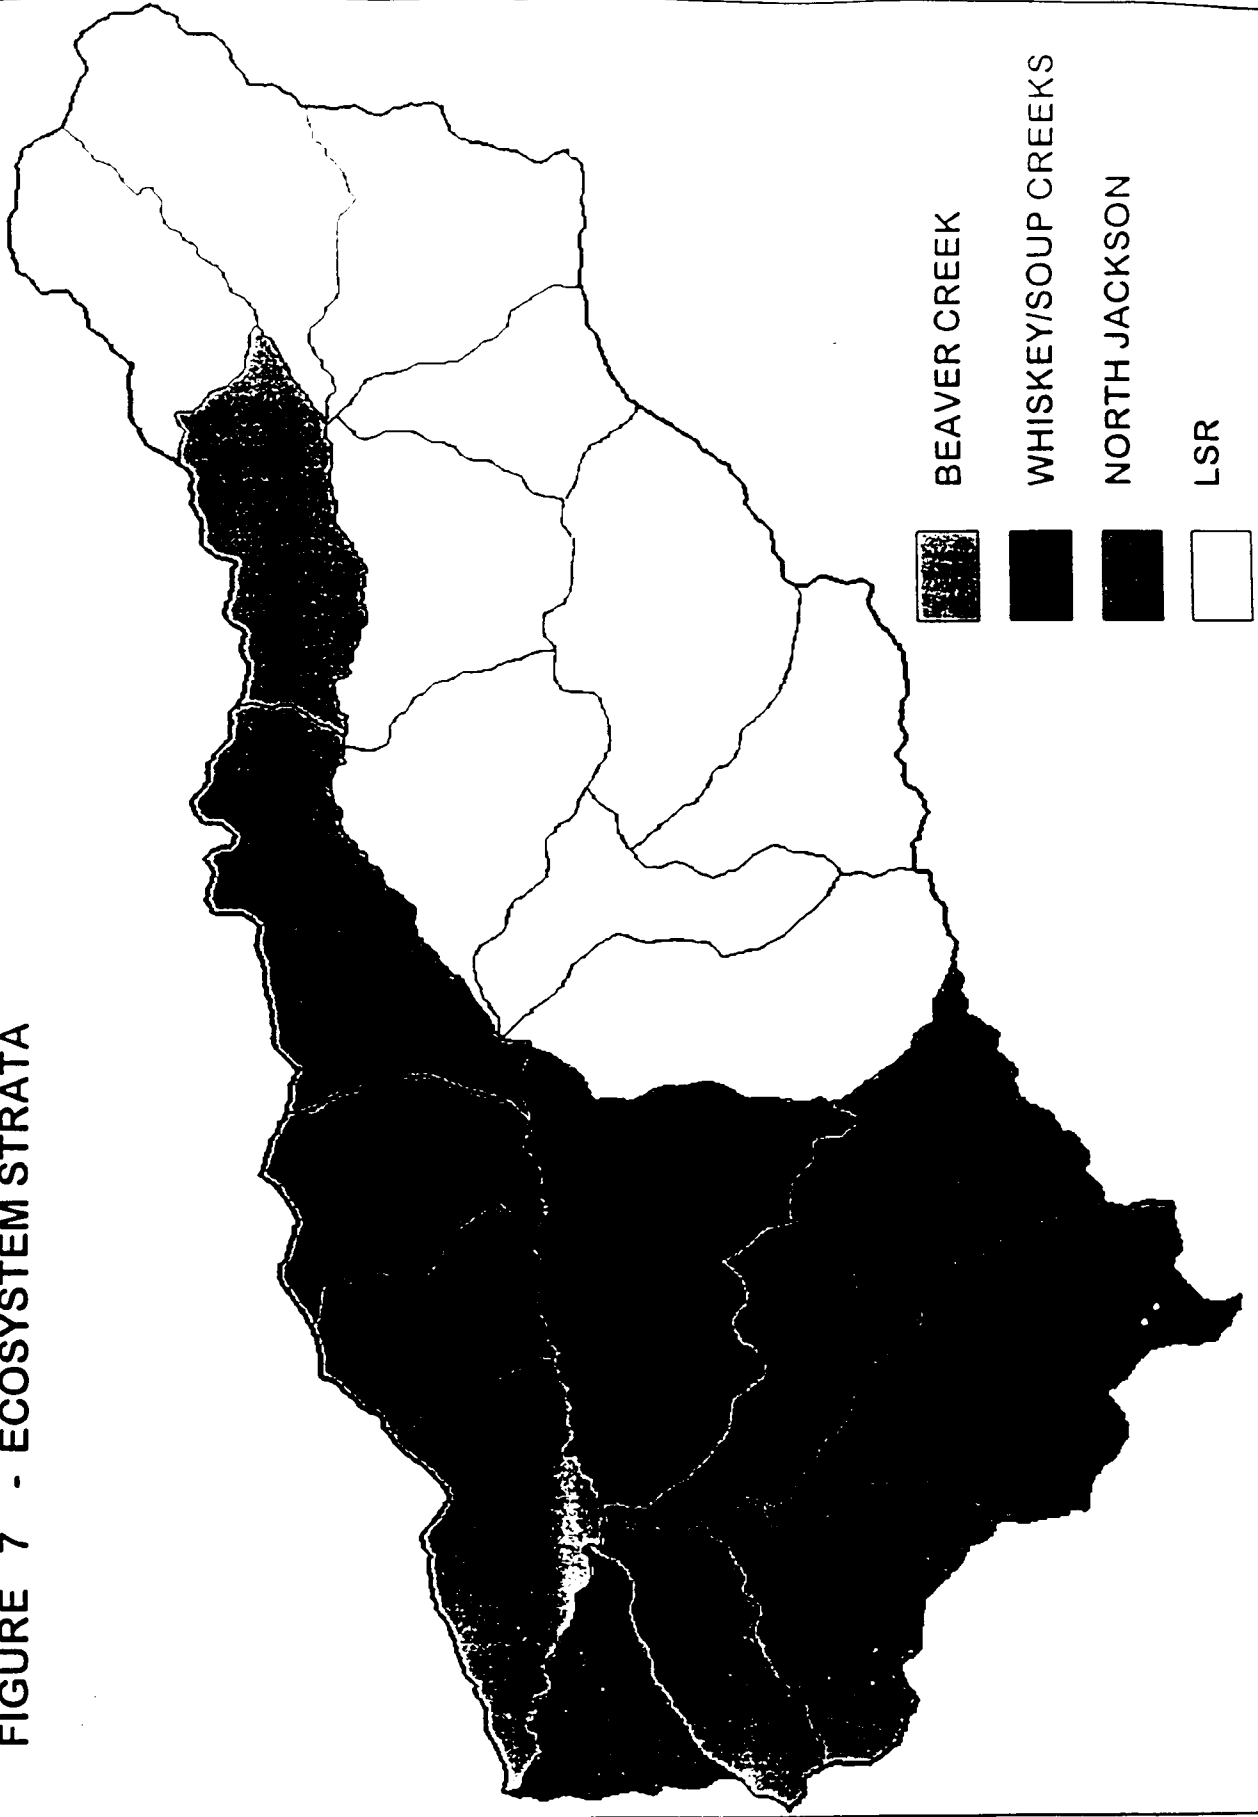 FIGURE 7 - ECOSYSTEM STRATA
BEAVER CREEK
WHISKEY/SOUP CREEKS
NORTH JACKSON
LSR